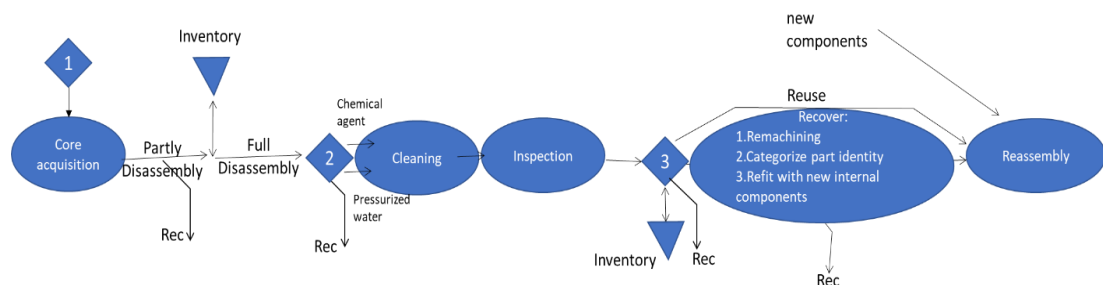 1
Core
acquisition
Partly
Disassembly
Rec
Inventory
Full
Disassembly
2
Rec
Chemical
agent
Pressurized
water
Cleaning
Inspection
3
Inventory
Rec
Reuse
Recover:
1.Remachining
2.Categorize part identity
3.Refit with new internal
components
Rec
new
components
Reassembly